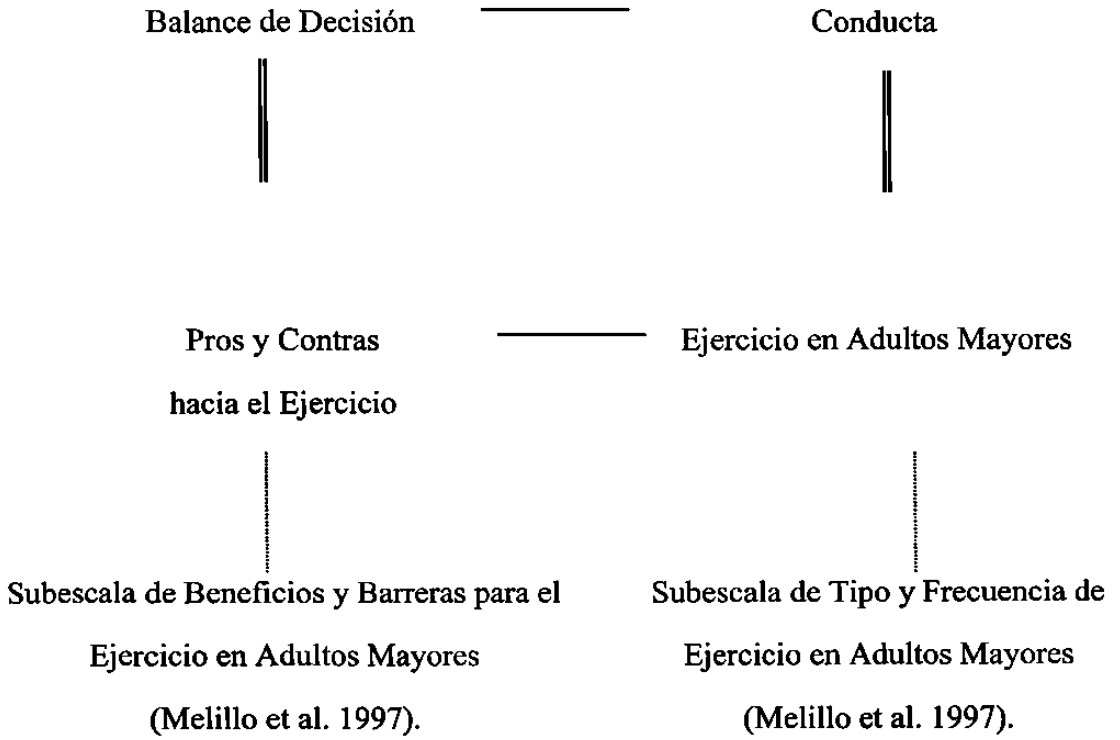 Balance de Decisión
Conducta
Pros y Contras
hacia el Ejercicio
Ejercicio en Adultos Mayores
Subescala de Beneficios y Barreras para el
Ejercicio en Adultos Mayores
(Melillo et al. 1997).
Subescala de Tipo y Frecuencia de
Ejercicio en Adultos Mayores
(Melillo et al. 1997).